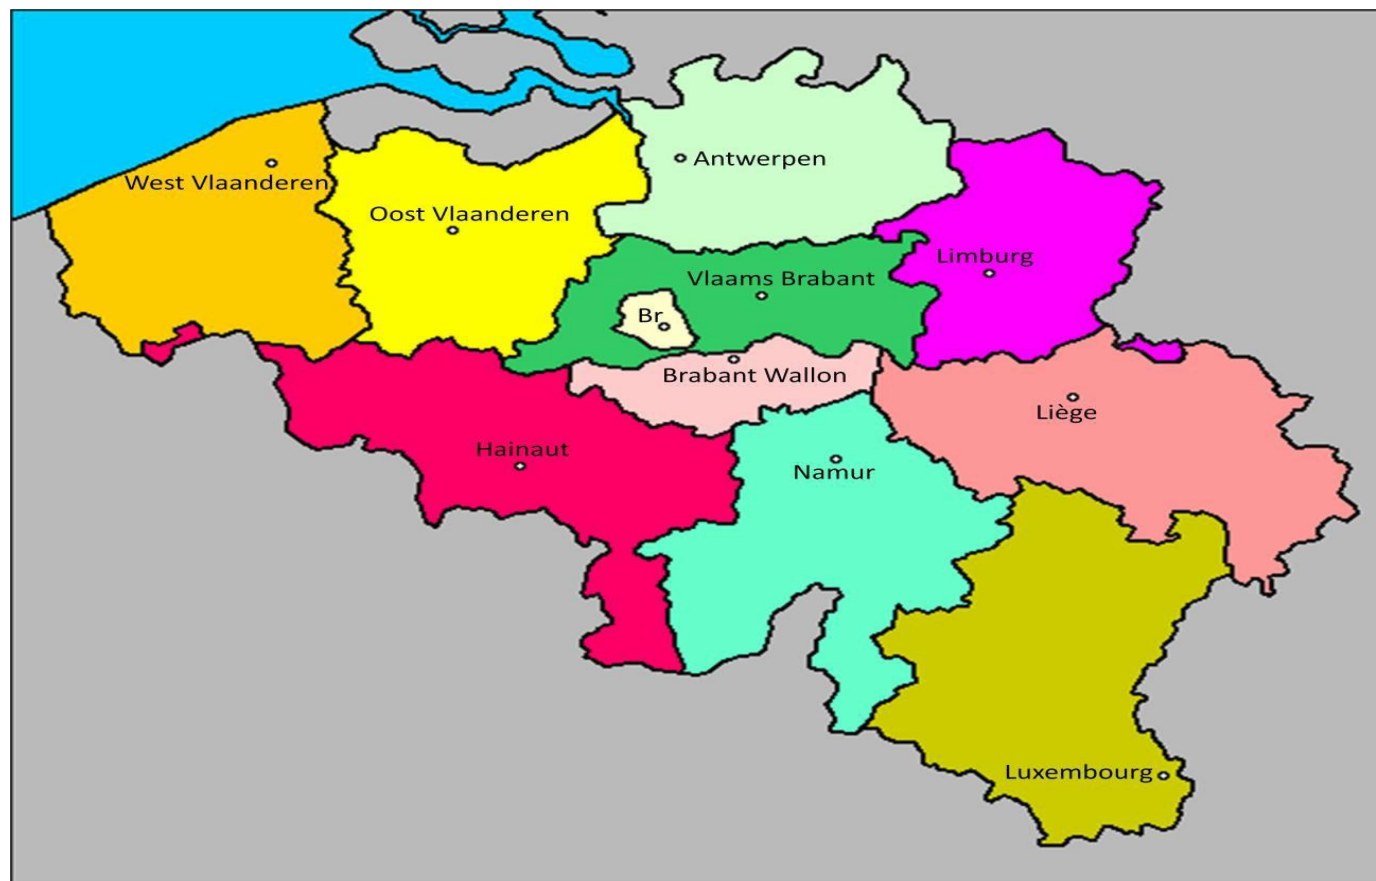 Antwerpen
West Vlaanderen
Oost Vlaanderen
Limburg
Vlaams Brabant
Br
Brabant Wallon
Liège
Hainaut
Namur
Luxembourg